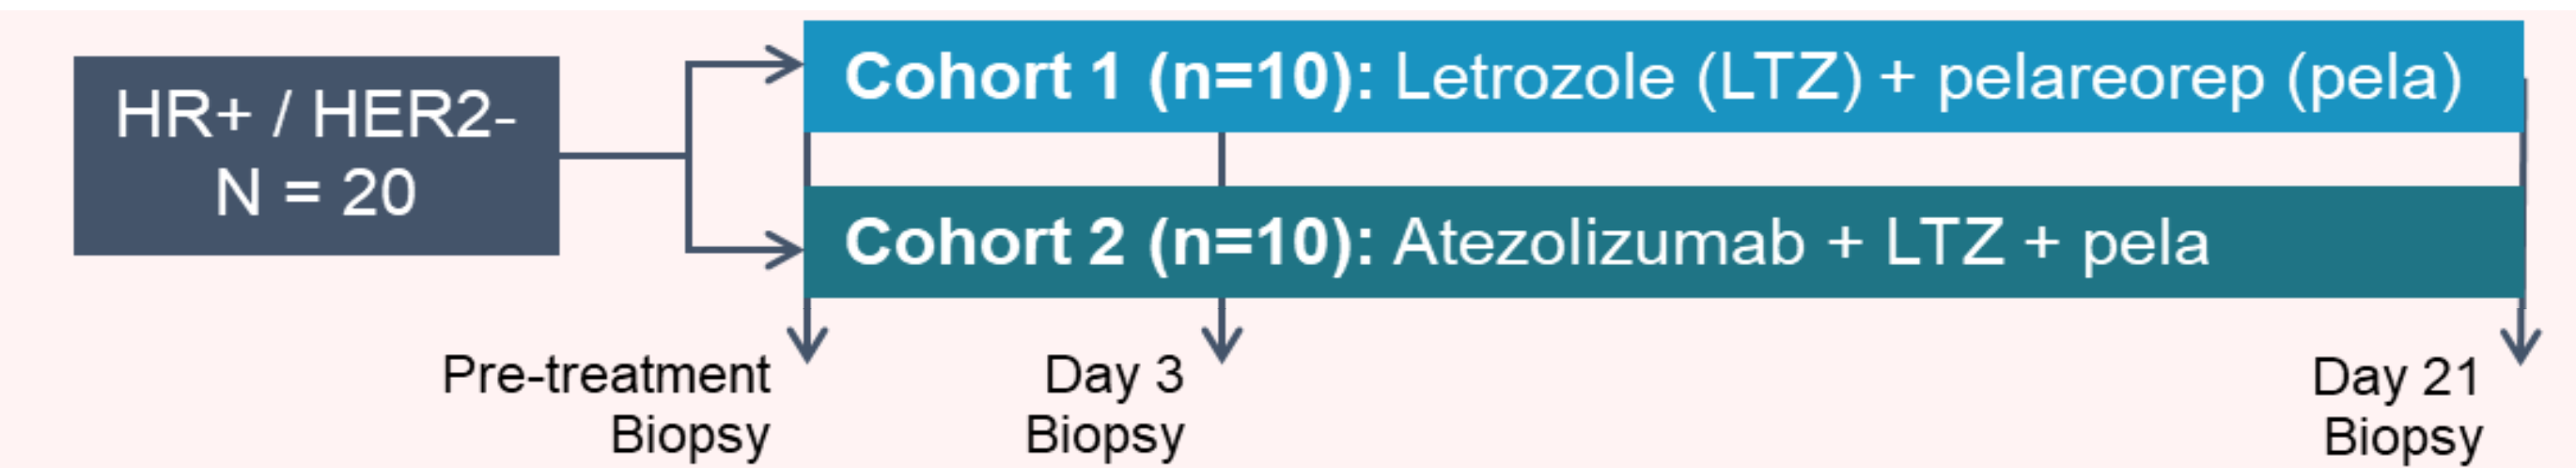 HR+ / HER2-
N = 20
Cohort 1 (n=10): Letrozole (LTZ) + pelareorep (pela)
Cohort 2 (n=10): Atezolizumab + LTZ + pela
Pre-treatment
Biopsy
Day 3
Biopsy
Day 21
Biopsy